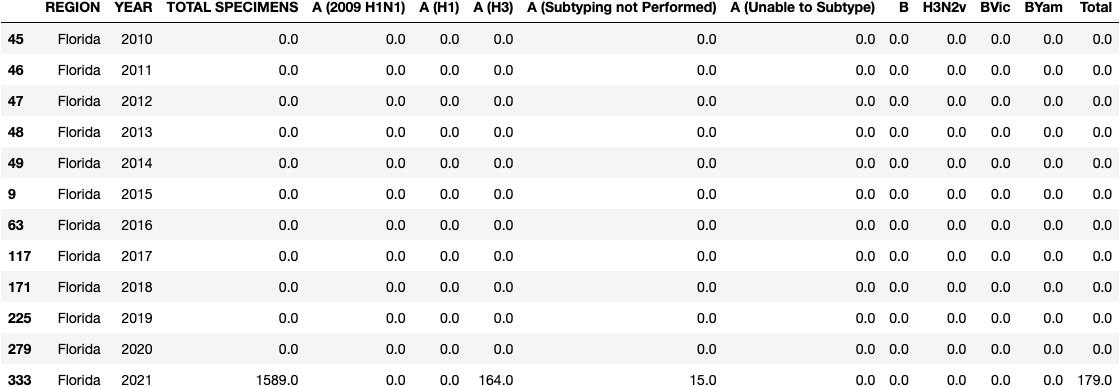 REGION YEAR TOTAL SPECIMENS A (2009 H1N1) A (H1) A (H3) A (Subtyping not Performed) A (Unable to Subtype) B H3N2v BVic BYam Total
45 Florida 2010 0.0 0.0 0.0 0.0 0.0 0.0 0.0 0.0 0.0 0.0 0.0
46 Florida 2011 0.0 0.0 0.0 0.0 0.0 0.0 0.0 0.0 0.0 0.0 0.0
47 Florida 2012 0.0 0.0 0.0 0.0 0.0 0.0 0.0 0.0 0.0 0.0 0.0
48 Florida 2013 0.0 0.0 0.0 0.0 0.0 0.0 0.0 0.0 0.0 0.0 0.0
49 Florida 2014 0.0 0.0 0.0 0.0 0.0 0.0 0.0 0.0 0.0 0.0 0.0
9 Florida 2015 0.0 0.0 0.0 0.0 0.0 0.0 0.0 0.0 0.0 0.0 0.0
63 Florida 2016 0.0 0.0 0.0 0.0 0.0 0.0 0.0 0.0 0.0 0.0 0.0
117 Florida 2017 0.0 0.0 0.0 0.0 0.0 0.0 0.0 0.0 0.0 0.0 0.0
171 Florida 2018 0.0 0.0 0.0 0.0 0.0 0.0 0.0 0.0 0.0 0.0 0.0
225 Florida 2019 0.0 0.0 0.0 0.0 0.0 0.0 0.0 0.0 0.0 0.0 0.0
279 Florida 2020 0.0 0.0 0.0 0.0 0.0 0.0 0.0 0.0 0.0 0.0 0.0
333 Florida 2021 1589.0 0.0 0.0 164.0 15.0 0.0 0.0 0.0 0.0 0.0 179.0